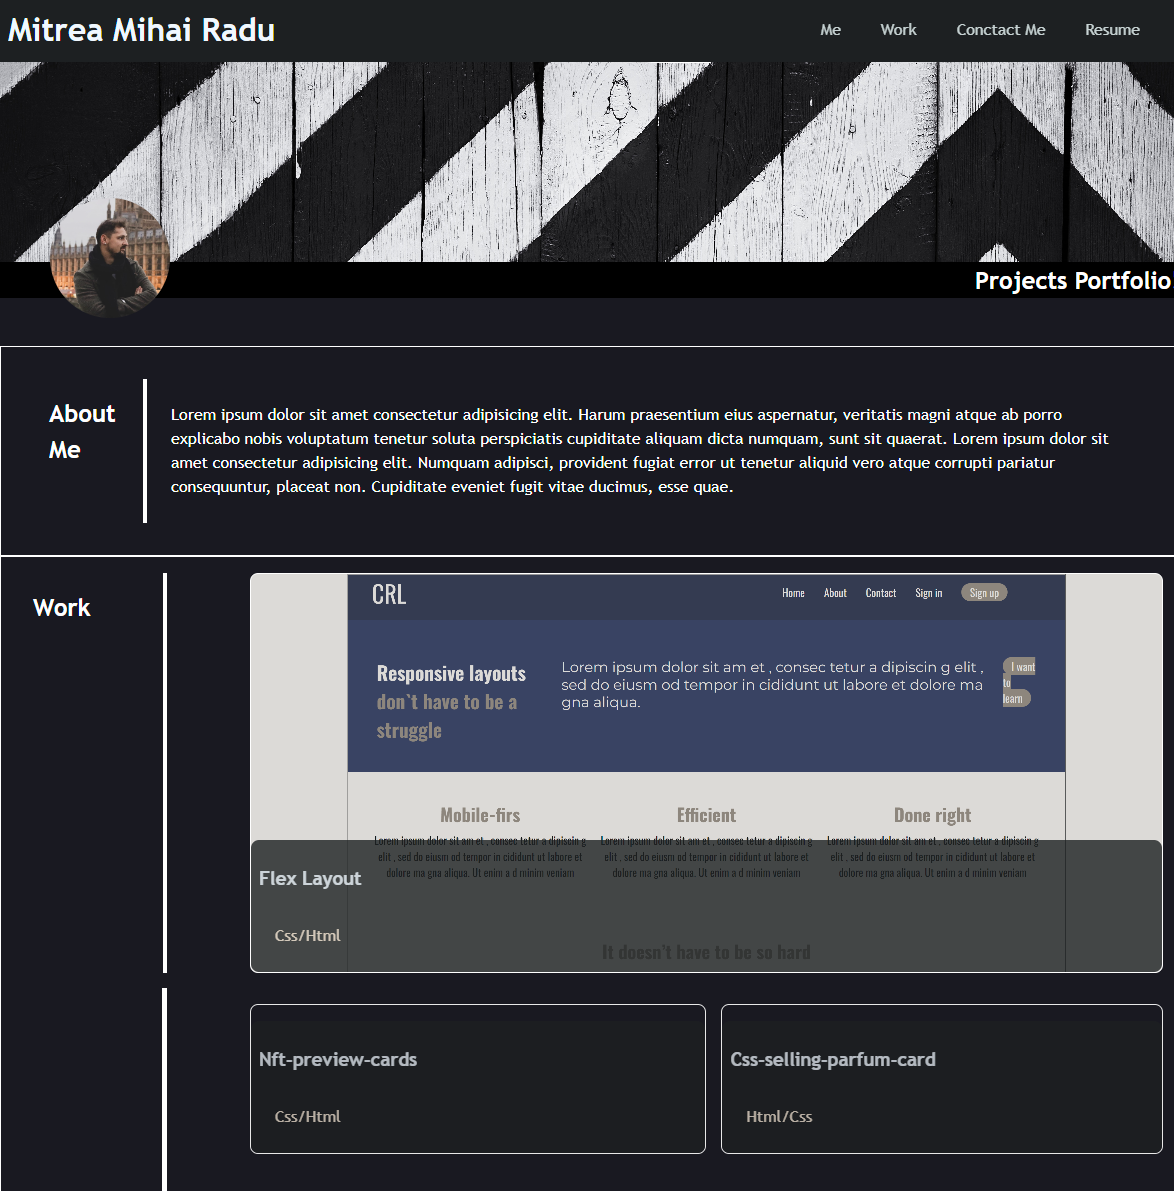 Mitrea Mihai Radu
Me Work Conctact Me Resume
Projects Portfolio
About
Me
Lorem ipsum dolor sit amet consectetur adipisicing elit. Harum praesentium eius aspernatur, veritatis magni atque ab porro
explicabo nobis voluptatum tenetur soluta perspiciatis cupiditate aliquam dicta numquam, sunt sit quaerat. Lorem ipsum dolor sit
amet consectetur adipisicing elit. Numquam adipisci, provident fugiat error ut tenetur aliquid vero atque corrupti pariatur
consequuntur, placeat non. Cupiditate eveniet fugit vitae ducimus, esse quae.
Work
CRL
Home About Contact Sign in Sign up
Responsive layouts
don`t have to be a
struggle
Lorem ipsum dolor sit am et , consec tetur a dipiscin g elit ,
sed do eiusm od tempor in cididunt ut labore et dolore ma
gna aliqua.
I want
to
learn
Mobile-firs
Lorem ipsum dolor sit am et , consec tetur a dipiscin g
elit , sed do eiusm od tempor in cididunt ut labore et
dolore ma gna aliqua. Ut enim a d minim veniam
Efficient
Lorem ipsum dolor sit am et , consec tetur a dipiscin g
elit , sed do eiusm od tempor in cididunt ut labore et
dolore ma gna aliqua. Ut enim a d minim veniam
Done right
Lorem ipsum dolor sit am et , consec tetur a dipiscin g
elit , sed do eiusm od tempor in cididunt ut labore et
dolore ma gna aliqua. Ut enim a d minim veniam
Flex Layout
Css/Html
It doesn't have to be so hard
Nft-preview-cards
Css/Html
Css-selling-parfum-card
Html/Css